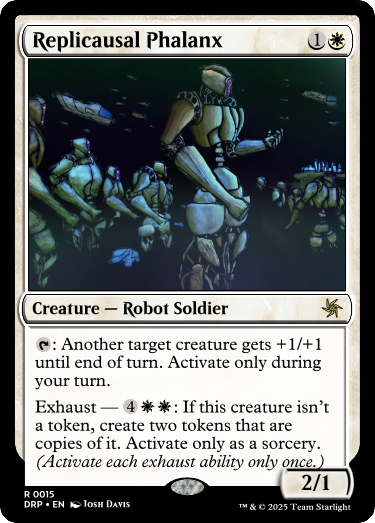 Replicausal Phalanx 1
Creature — Robot Soldier
: Another target creature gets +1/+1
until end of turn. Activate only during
your turn.
Exhaust — 4 : If this creature isn't
a token, create two tokens that are
copies of it. Activate only as a sorcery.
(Activate each exhaust ability only once.)
2/1
R 0015
DRP • EN Josh Davis
™ & © 2025 Team Starlight